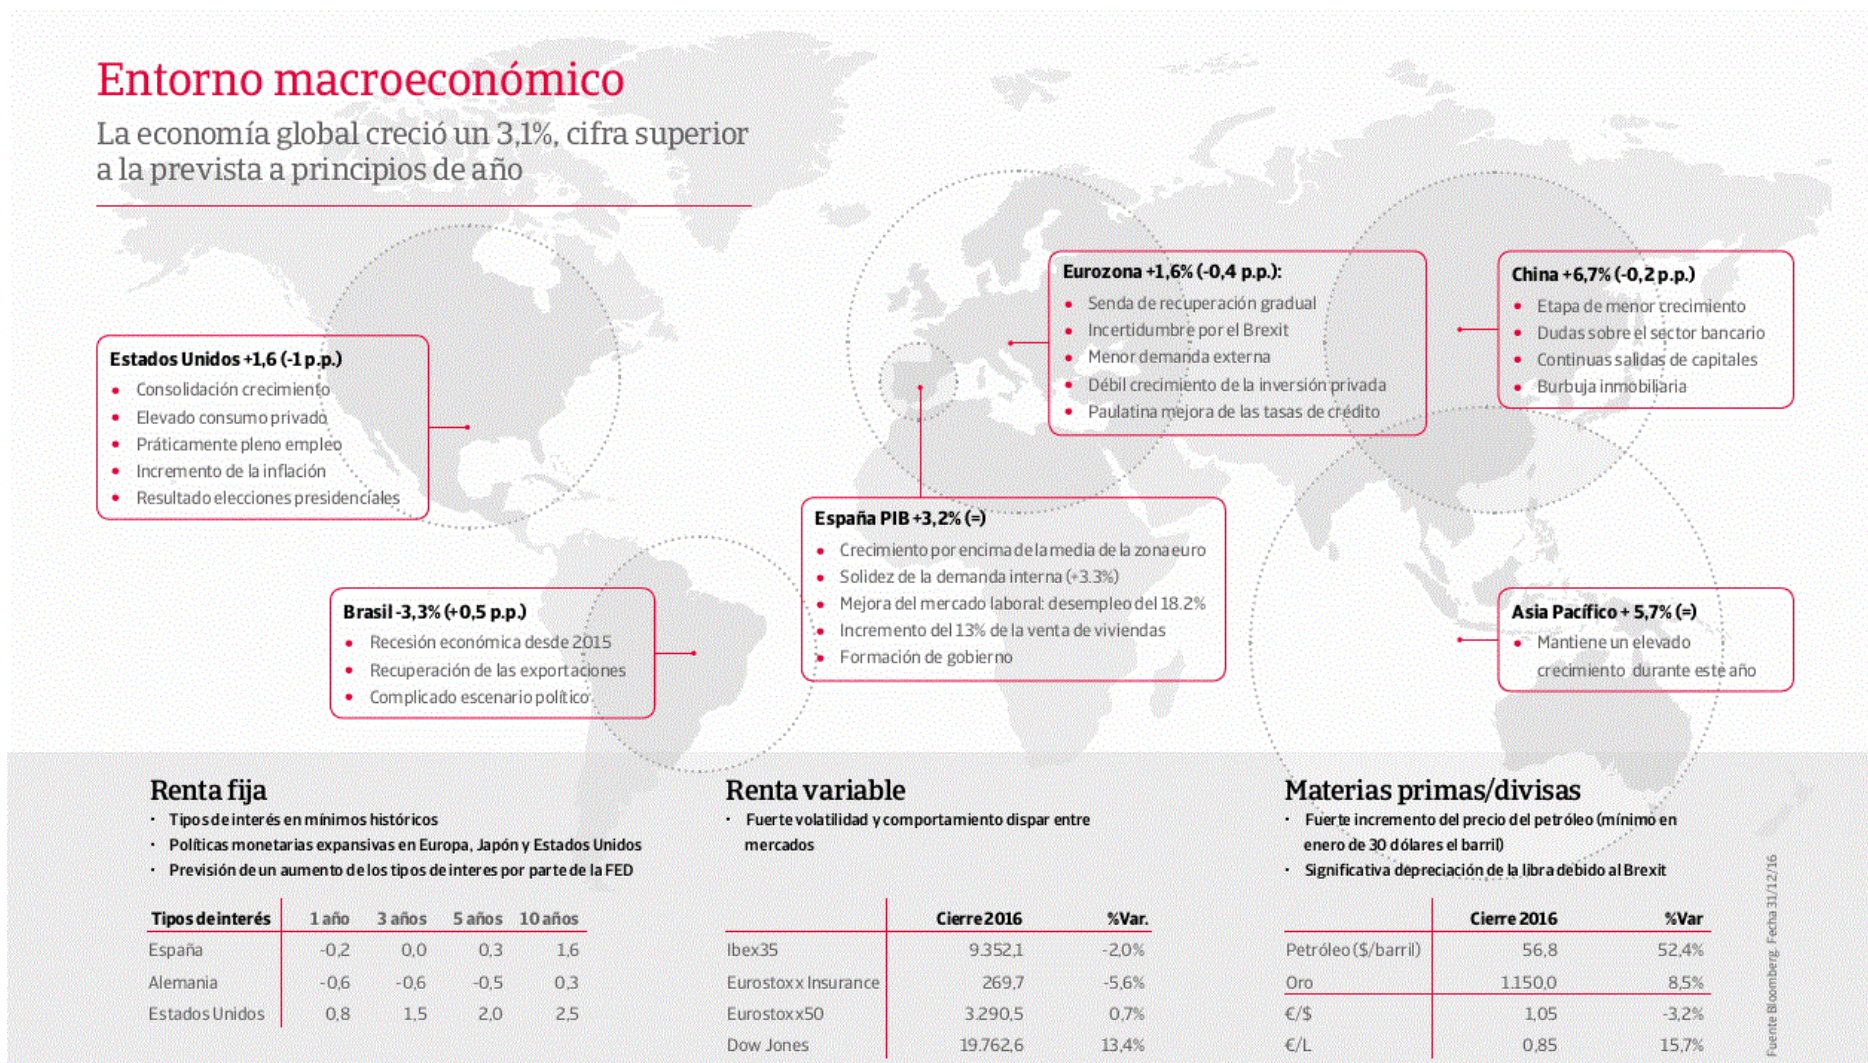 Entorno macroeconómico
La economía global creció un 3,1%, cifra superior
a la prevista a principios de año
Estados Unidos +1,6 (-1 p.p.)
• Consolidación crecimiento
• Elevado consumo privado
• Práticamente pleno empleo
• Incremento de la inflación
• Resultado elecciones presidenciales
Eurozona +1,6% (-0,4 p.p.):
• Senda de recuperación gradual
• Incertidumbre por el Brexit
• Menor demanda externa
• Débil crecimiento de la inversión privada
• Paulatina mejora de las tasas de crédito
China +6,7% (-0,2 p.p.)
• Etapa de menor crecimiento
• Dudas sobre el sector bancario
• Continuas salidas de capitales
• Burbuja inmobiliaria
España PIB +3,2% (=)
• Crecimiento por encima de la media de la zona euro
• Solidez de la demanda interna (+3.3%)
• Mejora del mercado laboral: desempleo del 18.2%
• Incremento del 13% de la venta de viviendas
• Formación de gobierno
Brasil -3,3% (+0,5 p.p.)
• Recesión económica desde 2015
• Recuperación de las exportaciones
• Complicado escenario político
Asia Pacífico + 5,7% (=)
• Mantiene un elevado
crecimiento durante este año
Renta fija
· Tipos de interés en mínimos históricos
· Políticas monetarias expansivas en Europa, Japón y Estados Unidos
· Previsión de un aumento de los tipos de interes por parte de la FED
Tipos de interés 1 año 3 años 5 años 10 años
España -0,2 0,0 0,3 1,6
Alemania -0,6 -0,6 -0,5 0,3
Estados Unidos 0,8 1,5 2,0 2,5
Renta variable
· Fuerte volatilidad y comportamiento dispar entre
mercados
Cierre 2016 %Var.
Ibex35 9.352,1 -2,0%
Eurostoxx Insurance 269,7 -5,6%
Eurostoxx50 3.290,5 0,7%
Dow Jones 19.762,6 13,4%
Materias primas/divisas
· Fuerte incremento del precio del petróleo (mínimo en
enero de 30 dólares el barril)
· Significativa depreciación de la libra debido al Brexit
Cierre 2016 %Var
Petróleo ($/barril) 56,8 52,4%
Oro 1.150,0 8,5%
€/$ 1,05 -3,2%
€/L 0,85 15,7%
Fuente Bloomberg. Fecha 31/12/16